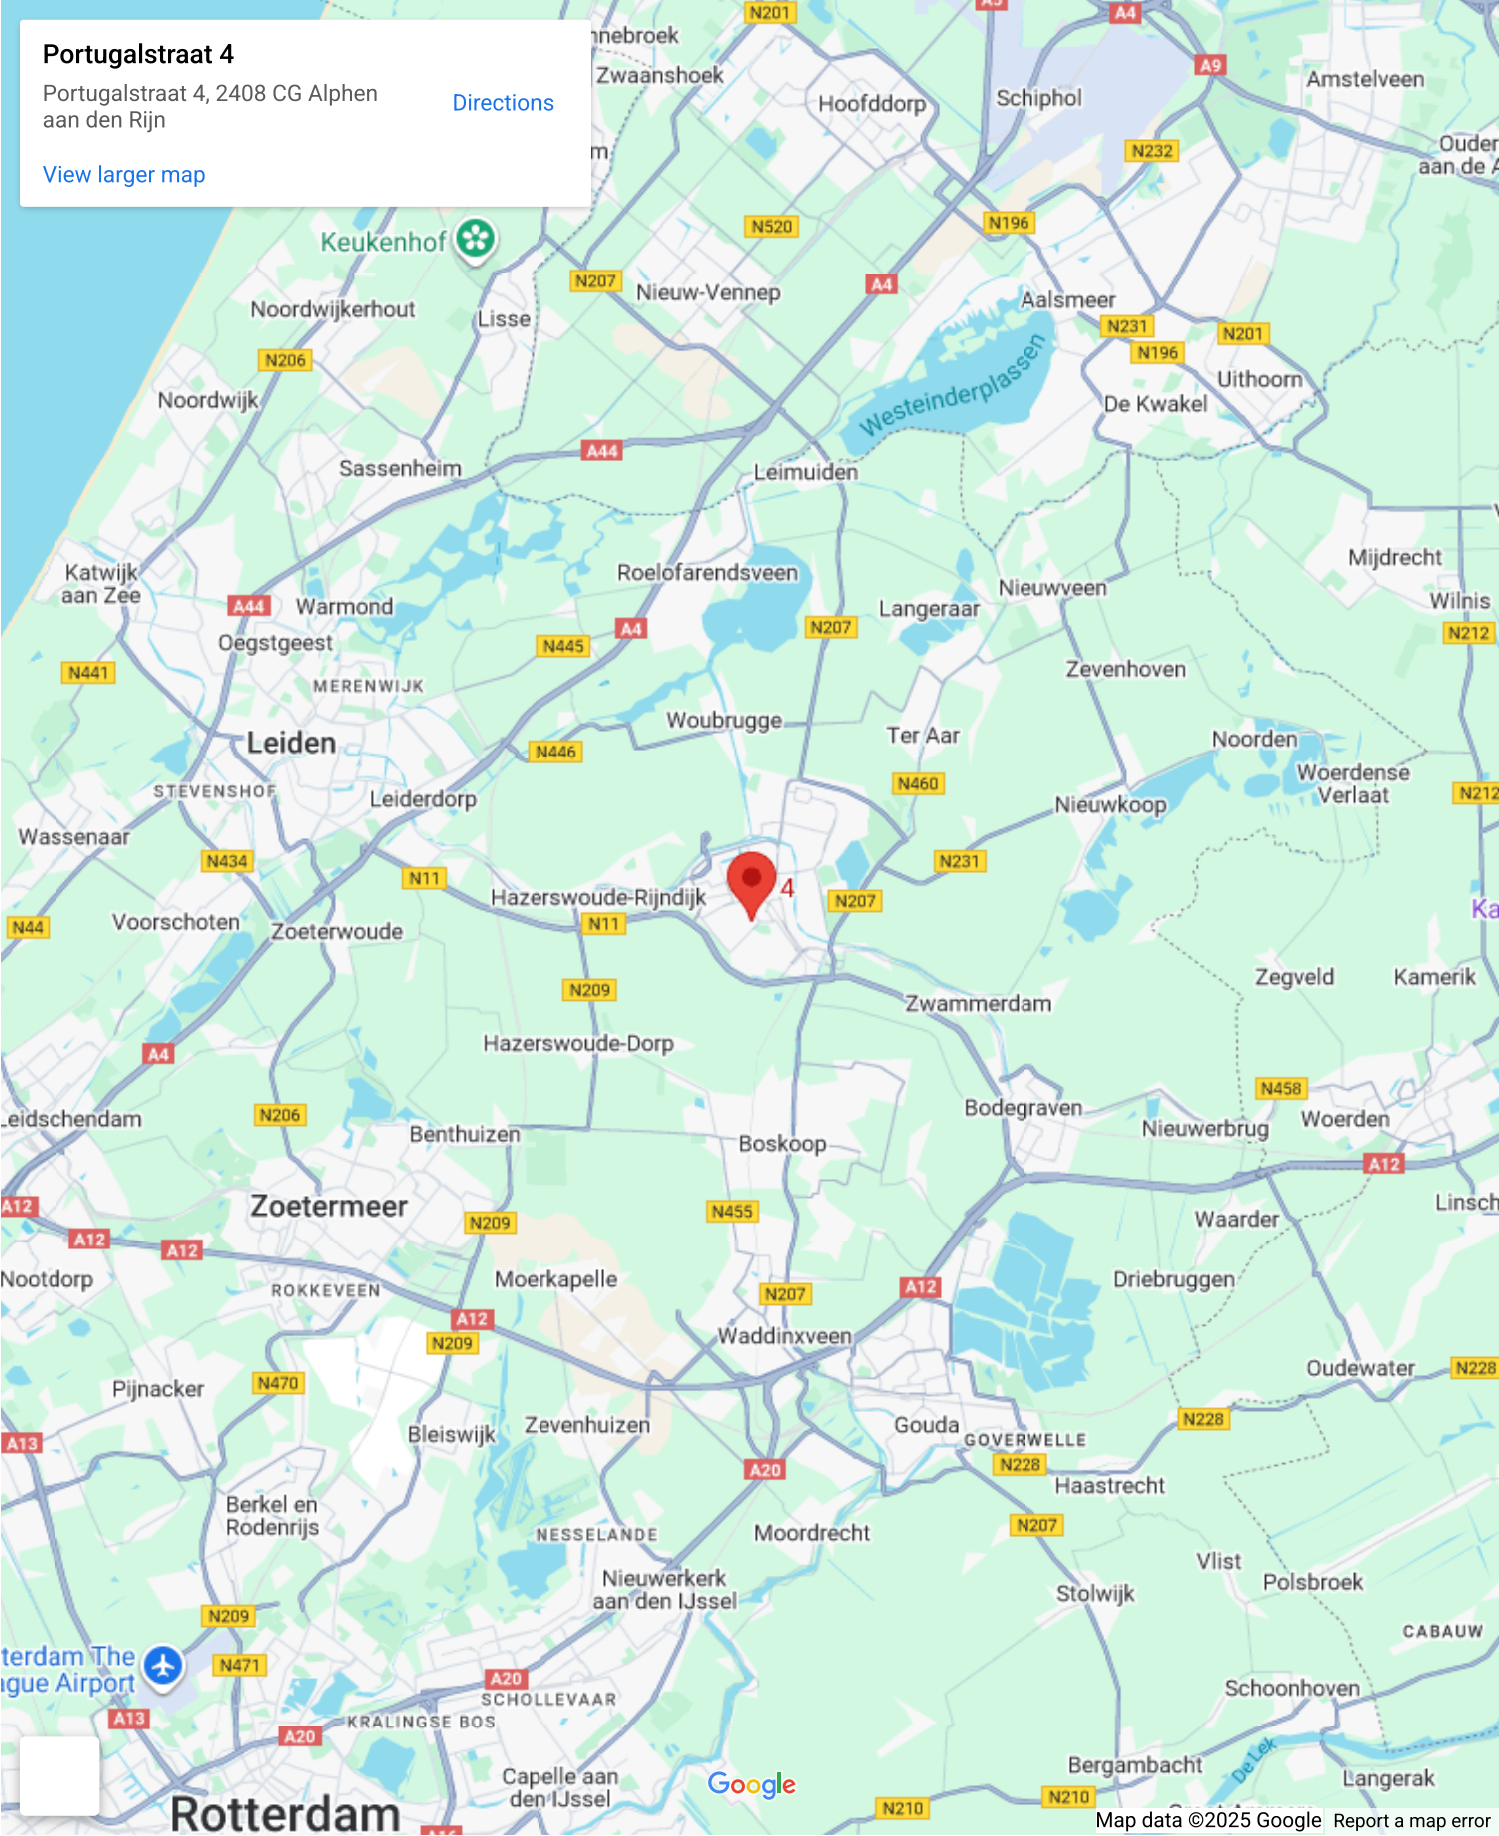 Portugalstraat 4
Portugalstraat 4, 2408 CG Alphen
aan den Rijn
Directions
View larger map
N201
A4
Zwaanshoek
A9
Amstelveen
Hoofddorp
Schiphol
N232
N520
N196
Keukenhof
N207
Nieuw-Vennep
A4
Aalsmeer
Noordwijkerhout
Lisse
N231
N201
N196
N206
Westeinderplassen
Uithoorn
Noordwijk
De Kwakel
A44
Sassenheim
Leimuiden
Katwijk
aan Zee
Roelofarendsveen
Mijdrecht
Nieuwveen
A44
Warmond
Langeraar
Wilnis
A4
N207
N212
Oegstgeest
N445
N441
Zevenhoven
MERENWIJK
Woubrugge
Leiden
Ter Aar
Noorden
N446
Woerdense
Verlaat
STEVENSHOF
N460
N212
Leiderdorp
Nieuwkoop
Wassenaar
N434
N231
N11
4
Hazerswoude-Rijndijk
N207
N44
Voorschoten
Zoeterwoude
N11
Zegveld
Kamerik
N209
Zwammerdam
A4
Hazerswoude-Dorp
N458
Leidschendam
N206
Bodegraven
Woerden
Benthuizen
Boskoop
Nieuwerbrug
A12
A12
Zoetermeer
N209
N455
Waarder
A12
A12
Nootdorp
ROKKEVEEN
Moerkapelle
N207
A12
Driebruggen
A12
N209
Waddinxveen
Oudewater
N228
Pijnacker
N470
Zevenhuizen
Gouda
N228
A13
Bleiswijk
GOVERWELLE
A20
N228
Haastrecht
Berkel en
Rodenrijs
NESSELANDE
Moordrecht
N207
Vlist
Nieuwerkerk
aan den IJssel
Stolwijk
Polsbroek
N209
CABAUW
N471
A20
Schoonhoven
A13
SCHOLLEVAAR
A20
KRALINGSE BOS
De Lek
Bergambacht
Capelle aan
den IJssel
Google
Langerak
Rotterdam
N210
N210
Map data ©2025 Google
Report a map error